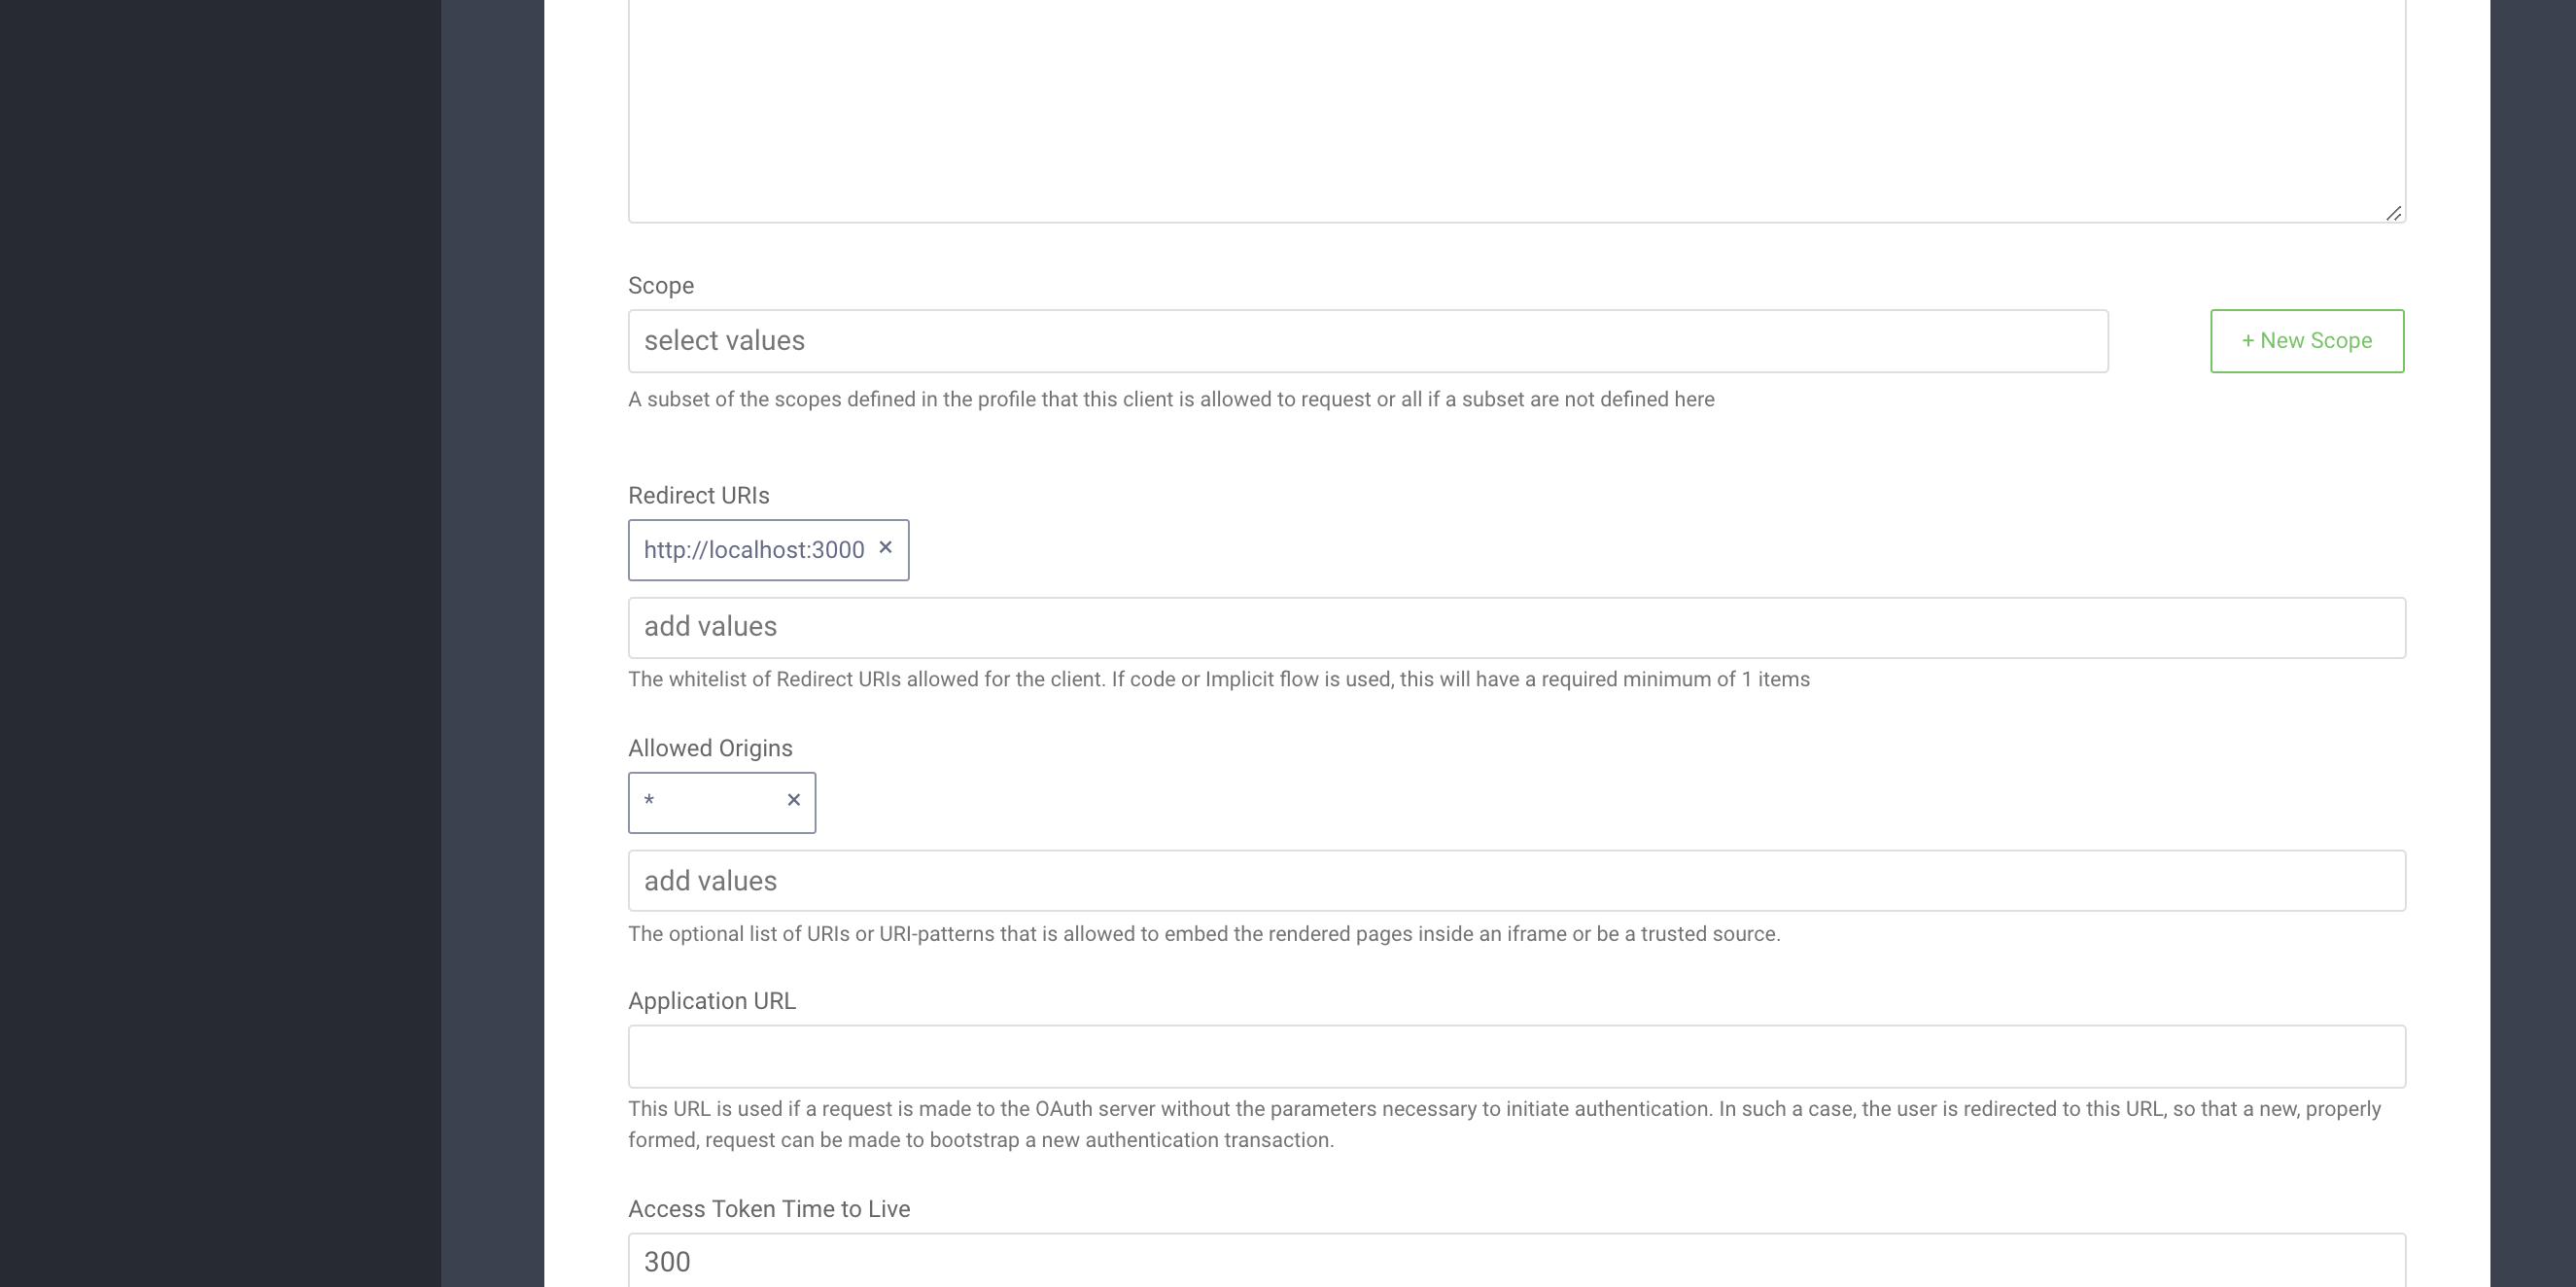 Scope
select values
+ New Scope
A subset of the scopes defined in the profile that this client is allowed to request or all if a subset are not defined here
Redirect URIs
http://localhost:3000 ×
add values
The whitelist of Redirect URIs allowed for the client. If code or Implicit flow is used, this will have a required minimum of 1 items
Allowed Origins
* ×
add values
The optional list of URIs or URI-patterns that is allowed to embed the rendered pages inside an iframe or be a trusted source.
Application URL
This URL is used if a request is made to the OAuth server without the parameters necessary to initiate authentication. In such a case, the user is redirected to this URL, so that a new, properly
formed, request can be made to bootstrap a new authentication transaction.
Access Token Time to Live
300